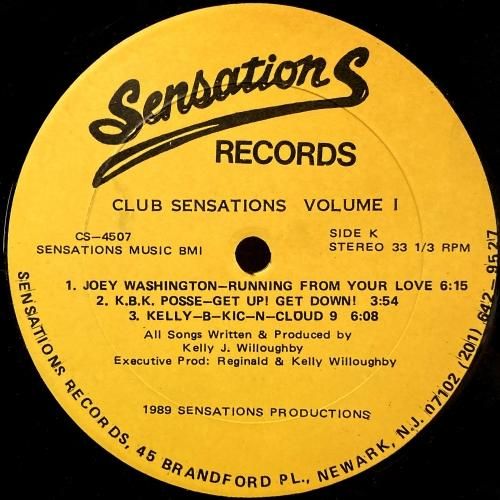 Sensations
RECORDS
CLUB SENSATIONS VOLUME I
CS-4507
SENSATIONS MUSIC BMI
SIDE K
STEREO 33 1/3 RPM
1. JOEY WASHINGTON-RUNNING FROM YOUR LOVE 6:15
2. K.B.K. POSSE-GET UP! GET DOWN! 3:54
3. KELLY-B-KIC-N-CLOUD 9 6:08
All Songs Written & Produced by
Kelly J. Willoughby
Executive Prod: Reginald & Kelly Willoughby
1989 SENSATIONS PRODUCTIONS
SENSATIONS RECORDS, 45 BRANDFORD PL., NEWARK, N.J. 07102 (201) 642-9527